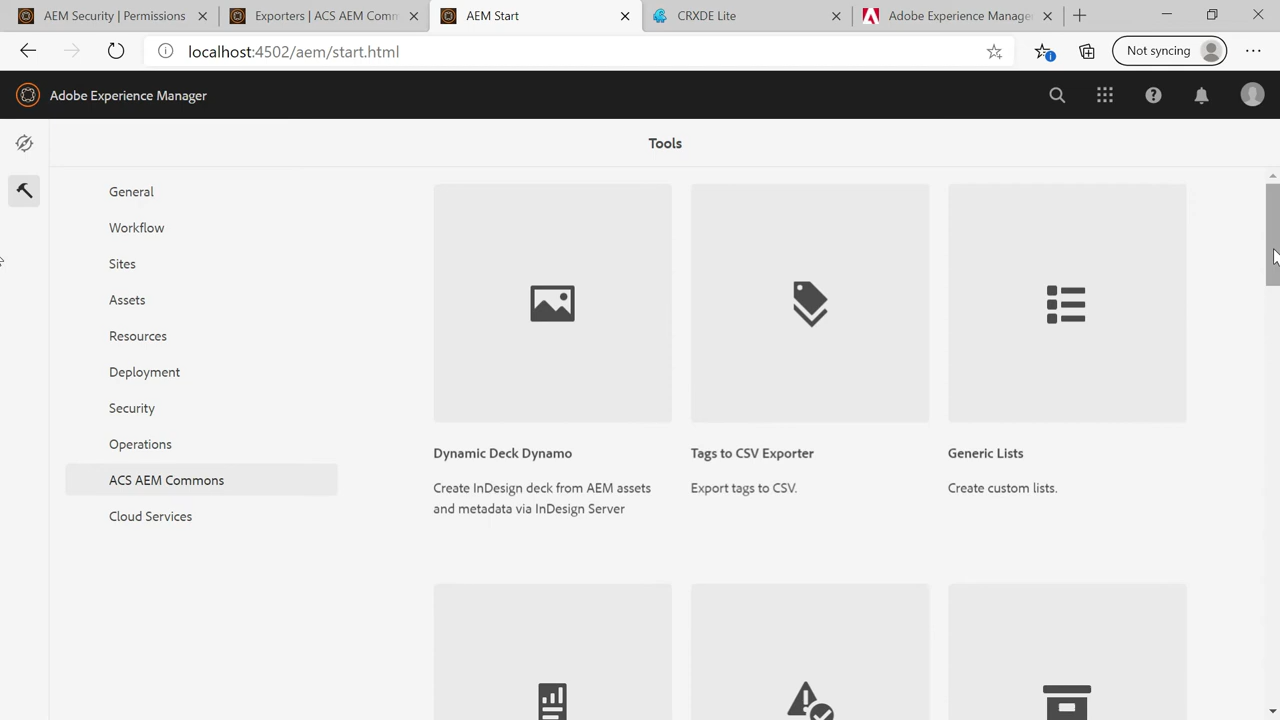 AEM Security | Permissions
Exporters | ACS AEM Comm
AEM Start
CRXDE Lite
Adobe Experience Manage
localhost:4502/aem/start.html
Not syncing
Adobe Experience Manager
Tools
General
Workflow
Sites
Assets
Resources
Deployment
Security
Operations
ACS AEM Commons
Cloud Services
Dynamic Deck Dynamo
Create InDesign deck from AEM assets
and metadata via InDesign Server
Tags to CSV Exporter
Export tags to CSV.
Generic Lists
Create custom lists.